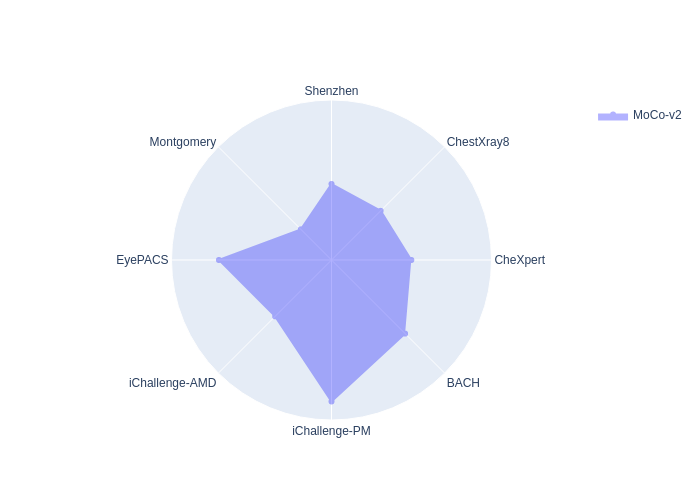 Shenzhen
MoCo-v2
Montgomery
ChestXray8
EyePACS
CheXpert
iChallenge-AMD
BACH
iChallenge-PM